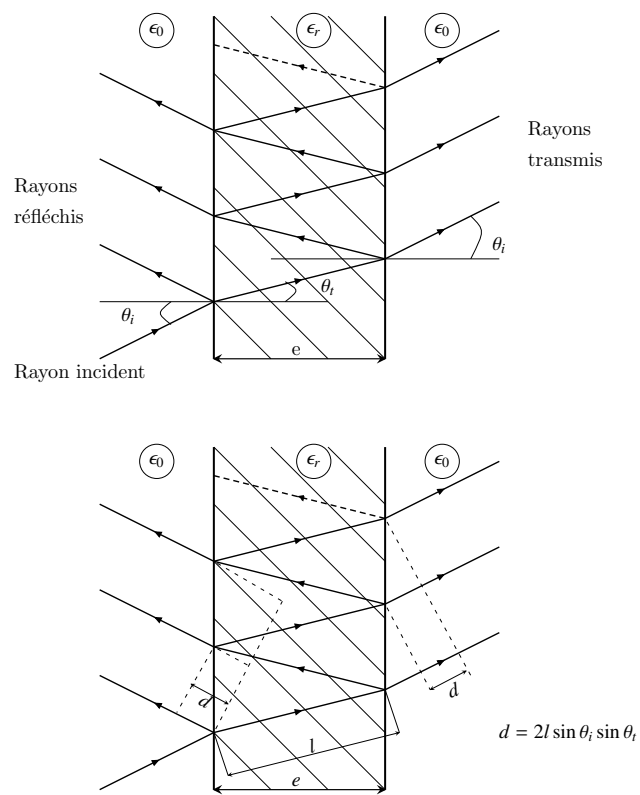 ϵ0 ϵr ϵ0
Rayons
transmis
Rayons
réfléchis
θi
θt
θi
e
Rayon incident
ϵ0 ϵr ϵ0
d
d
l
d = 2l sin θi sin θt
e